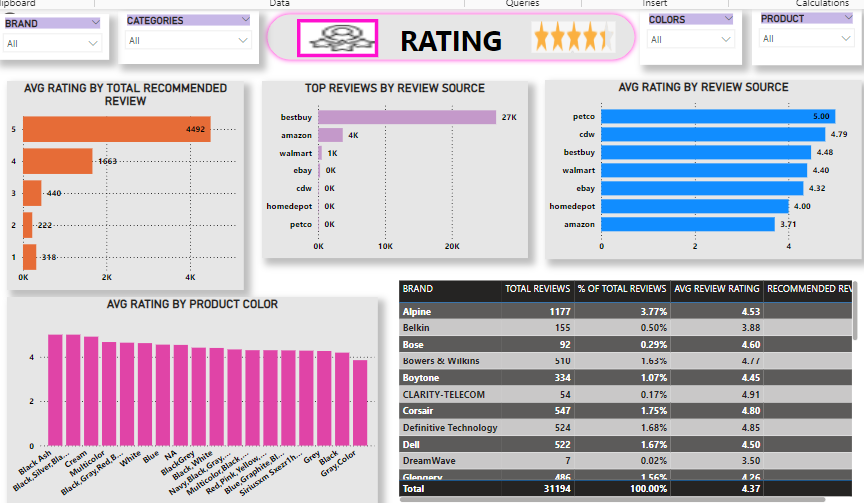 ipboard Data Queries Insert Calculations
BRAND
All
CATEGORIES
All
RATING
COLORS
All
PRODUCT
All
AVG RATING BY TOTAL RECOMMENDED
REVIEW
5 4492
4 1663
3 440
2 222
1 318
0K 2K 4K
TOP REVIEWS BY REVIEW SOURCE
bestbuy 27K
amazon 4K
walmart 1K
ebay 0K
cdw 0K
homedepot 0K
petco 0K
0K 10K 20K
AVG RATING BY REVIEW SOURCE
petco 5.00
cdw 4.79
bestbuy 4.48
walmart 4.40
ebay 4.32
homedepot 4.00
amazon 3.71
0 2 4
AVG RATING BY PRODUCT COLOR
4
2
0
Black Ash
Black,Silver,Bla...
Cream
Multicolor
Black,Gray,Red,B...
White
Blue
NA
BlackGrey
Black,White
Navy,Black,Gray,...
Multicolor,Black,...
Red,Pink,Yellow,...
Blue,Graphite,Bl...
Siriusxm Sxezr1h...
Grey
Black
Gray,Color
BRAND TOTAL REVIEWS % OF TOTAL REVIEWS AVG REVIEW RATING RECOMMENDED REV
Alpine 1177 3.77% 4.53
Belkin 155 0.50% 3.88
Bose 92 0.29% 4.60
Bowers & Wilkins 510 1.63% 4.77
Boytone 334 1.07% 4.45
CLARITY-TELECOM 54 0.17% 4.91
Corsair 547 1.75% 4.80
Definitive Technology 524 1.68% 4.85
Dell 522 1.67% 4.50
DreamWave 7 0.02% 3.50
Glengery 486 1.56% 4.26
Total 31194 100.00% 4.37